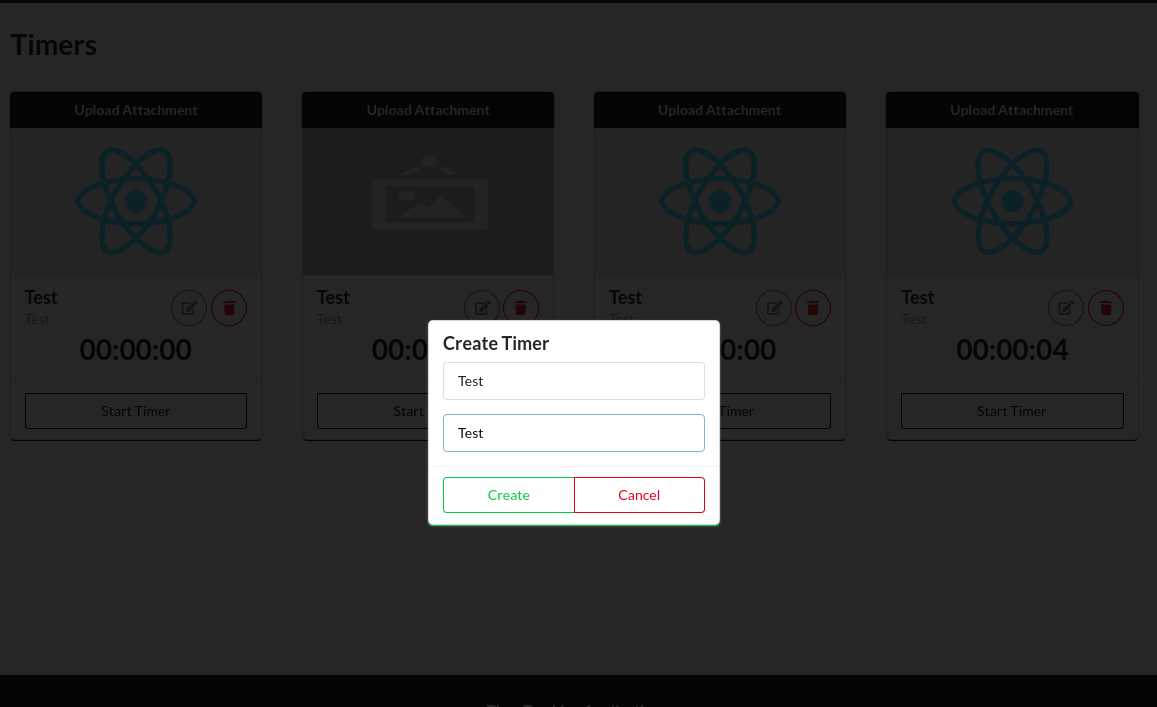 Timers
Upload Attachment
Upload Attachment
Upload Attachment
Upload Attachment
Test
Test
00:00:00
Start Timer
Test
Test
00:0
Start
Test
Test
0:00
Timer
Test
Test
00:00:04
Start Timer
Create Timer
Test
Test
Create
Cancel